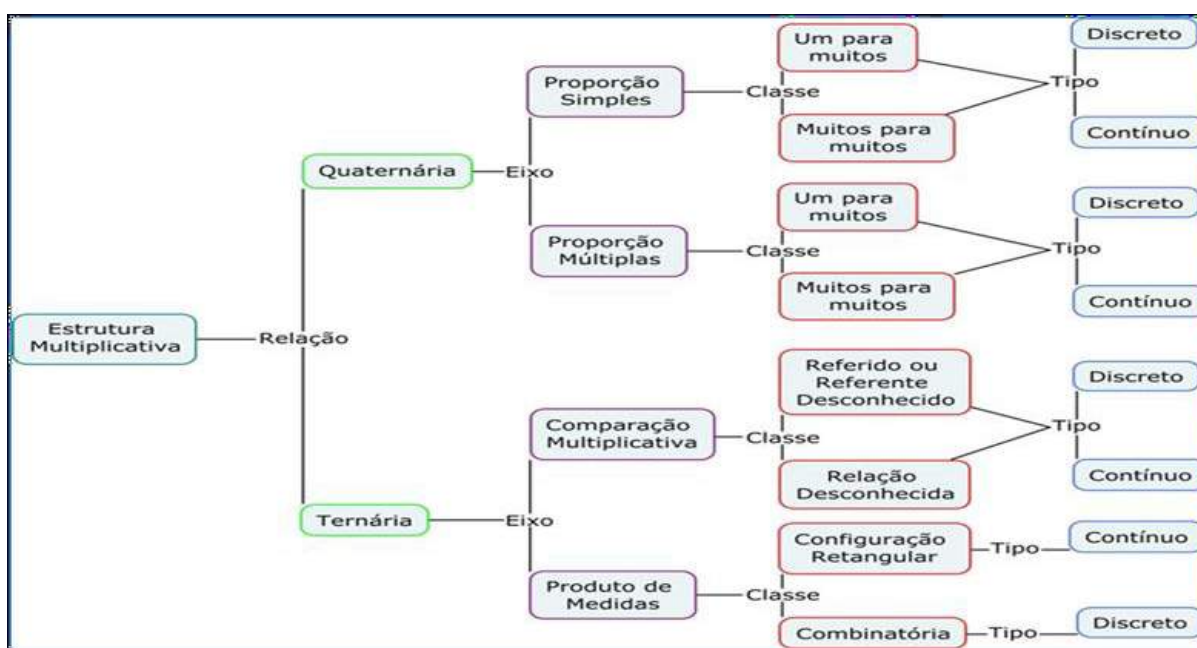 Estrutura
Multiplicativa
Relação
Quaternária
Eixo
Proporção
Simples
Classe
Um para
muitos
Muitos para
muitos
Tipo
Discreto
Contínuo
Proporção
Múltiplas
Classe
Um para
muitos
Muitos para
muitos
Tipo
Discreto
Contínuo
Ternária
Eixo
Comparação
Multiplicativa
Classe
Referido ou
Referente
Desconhecido
Relação
Desconhecida
Tipo
Discreto
Contínuo
Produto de
Medidas
Classe
Configuração
Retangular
Tipo
Contínuo
Combinatória
Tipo
Discreto